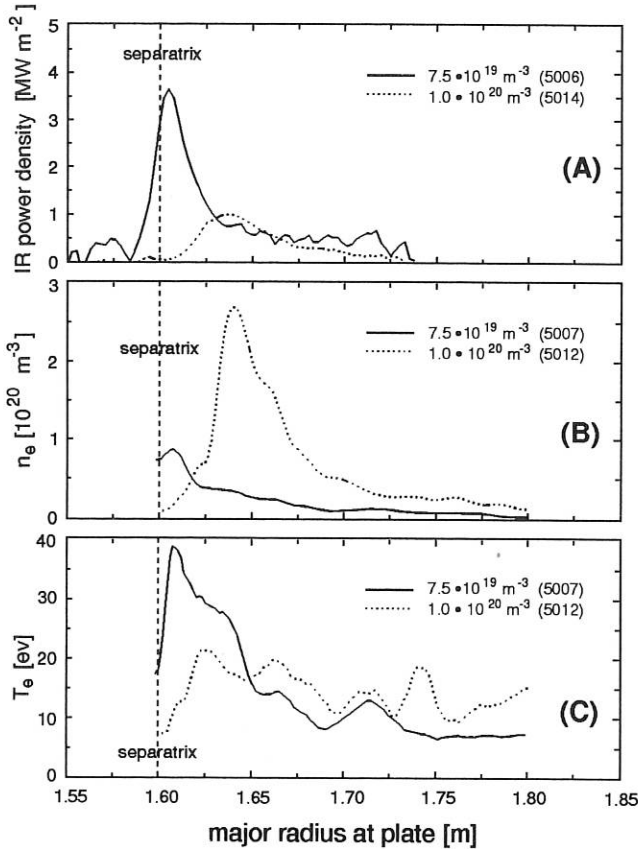 5
4
3
2
1
0
IR power density [MW m⁻²]
separatrix
7.5 • 10¹⁹ m⁻³ (5006)
1.0 • 10²⁰ m⁻³ (5014)
(A)
3
2
1
0
nₑ [10²⁰ m⁻³]
separatrix
7.5 • 10¹⁹ m⁻³ (5007)
1.0 • 10²⁰ m⁻³ (5012)
(B)
40
30
20
10
0
Tₑ [ev]
separatrix
7.5 • 10¹⁹ m⁻³ (5007)
1.0 • 10²⁰ m⁻³ (5012)
(C)
1.55 1.60 1.65 1.70 1.75 1.80 1.85
major radius at plate [m]